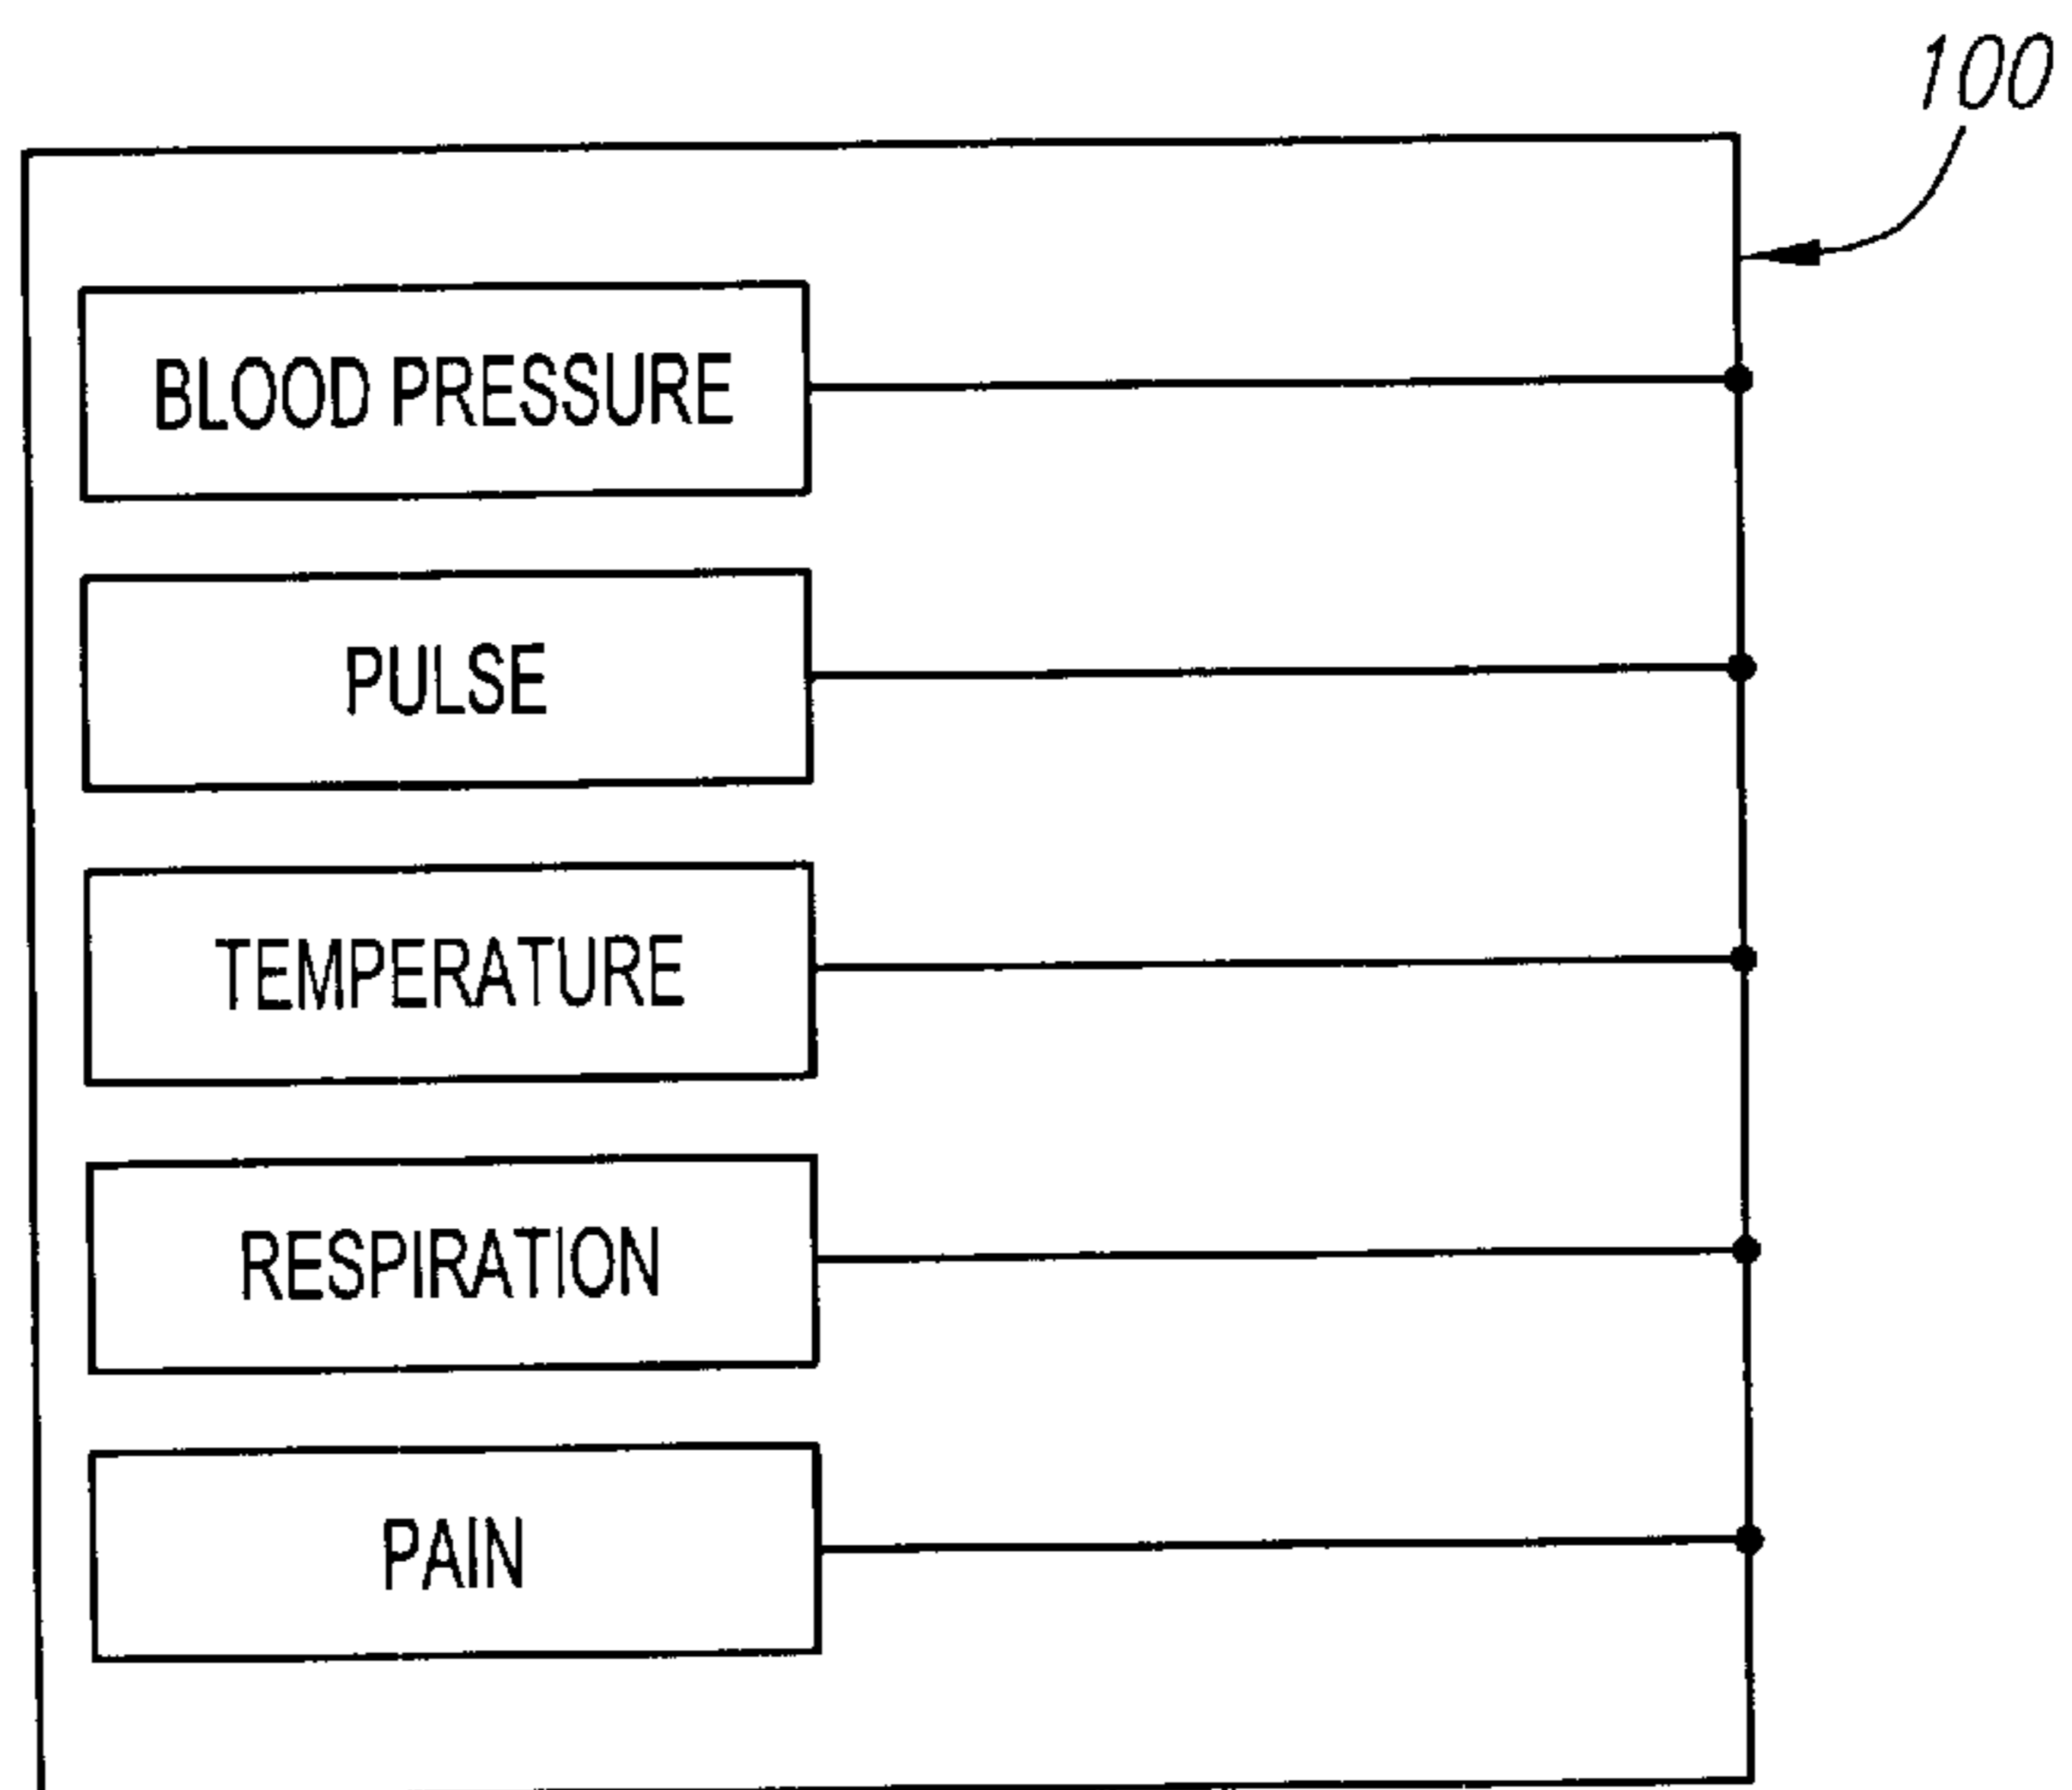 100
BLOOD PRESSURE
PULSE
TEMPERATURE
RESPIRATION
PAIN